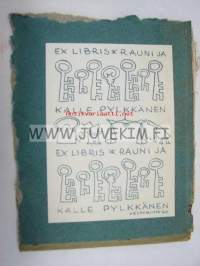 EX LIBRIS * RAUNI JA
KALLE PYLKKÄNEN
EX LIBRIS * RAUNI JA
KALLE PYLKKÄNEN
WWW.JUVEKIM.FI